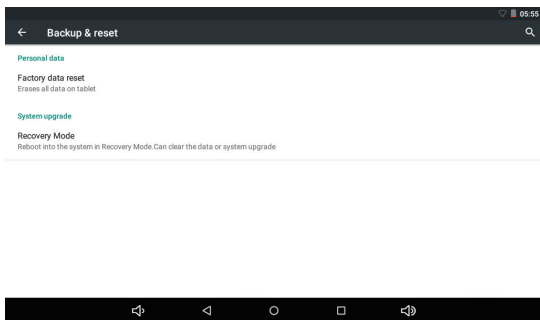 05:55
Backup & reset
Personal data
Factory data reset
Erases all data on tablet
System upgrade
Recovery Mode
Reboot into the system in Recovery Mode.Can clear the data or system upgrade